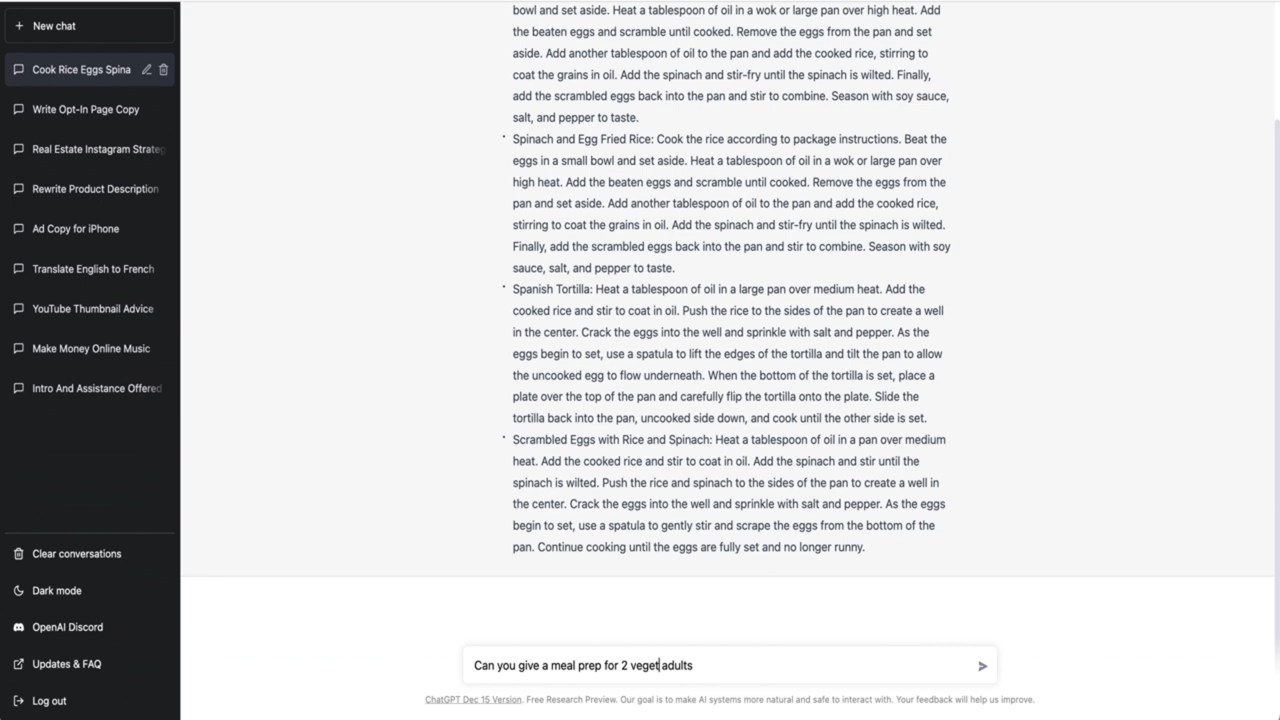 New chat
Cook Rice Eggs Spina
Write Opt-In Page Copy
Real Estate Instagram Strateg
Rewrite Product Description
Ad Copy for iPhone
Translate English to French
YouTube Thumbnail Advice
Make Money Online Music
Intro And Assistance Offered
Clear conversations
Dark mode
OpenAI Discord
Updates & FAQ
Log out
bowl and set aside. Heat a tablespoon of oil in a wok or large pan over high heat. Add
the beaten eggs and scramble until cooked. Remove the eggs from the pan and set
aside. Add another tablespoon of oil to the pan and add the cooked rice, stirring to
coat the grains in oil. Add the spinach and stir-fry until the spinach is wilted. Finally,
add the scrambled eggs back into the pan and stir to combine. Season with soy sauce,
salt, and pepper to taste.
· Spinach and Egg Fried Rice: Cook the rice according to package instructions. Beat the
eggs in a small bowl and set aside. Heat a tablespoon of oil in a wok or large pan over
high heat. Add the beaten eggs and scramble until cooked. Remove the eggs from the
pan and set aside. Add another tablespoon of oil to the pan and add the cooked rice,
stirring to coat the grains in oil. Add the spinach and stir-fry until the spinach is wilted.
Finally, add the scrambled eggs back into the pan and stir to combine. Season with soy
sauce, salt, and pepper to taste.
· Spanish Tortilla: Heat a tablespoon of oil in a large pan over medium heat. Add the
cooked rice and stir to coat in oil. Push the rice to the sides of the pan to create a well
in the center. Crack the eggs into the well and sprinkle with salt and pepper. As the
eggs begin to set, use a spatula to lift the edges of the tortilla and tilt the pan to allow
the uncooked egg to flow underneath. When the bottom of the tortilla is set, place a
plate over the top of the pan and carefully flip the tortilla onto the plate. Slide the
tortilla back into the pan, uncooked side down, and cook until the other side is set.
· Scrambled Eggs with Rice and Spinach: Heat a tablespoon of oil in a pan over medium
heat. Add the cooked rice and stir to coat in oil. Add the spinach and stir until the
spinach is wilted. Push the rice and spinach to the sides of the pan to create a well in
the center. Crack the eggs into the well and sprinkle with salt and pepper. As the eggs
begin to set, use a spatula to gently stir and scrape the eggs from the bottom of the
pan. Continue cooking until the eggs are fully set and no longer runny.
Can you give a meal prep for 2 veget adults
ChatGPT Dec 15 Version. Free Research Preview. Our goal is to make AI systems more natural and safe to interact with. Your feedback will help us improve.